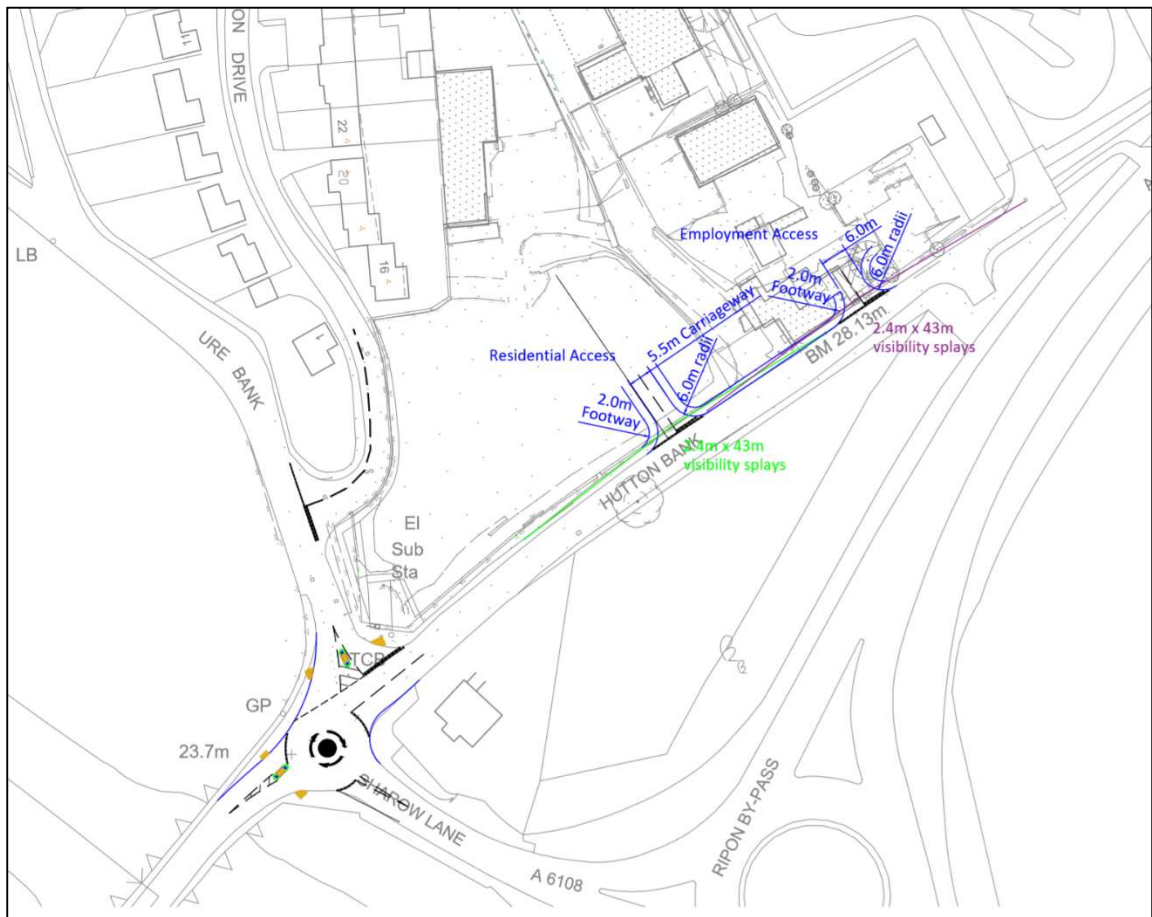 11
ON DRIVE
22
20
16
1
LB
URE BANK
Employment Access
6.0m
6.0m radii
2.0m
Footway
5.5m Carriageway
BM 28.13m
2.4m x 43m
visibility splays
Residential Access
6.0m radii
2.0m
Footway
2.4m x 43m
visibility splays
HUTTON BANK
El
Sub
Sta
TCB
GP
23.7m
SHAROW LANE
A 6108
RIPON BY-PASS
A